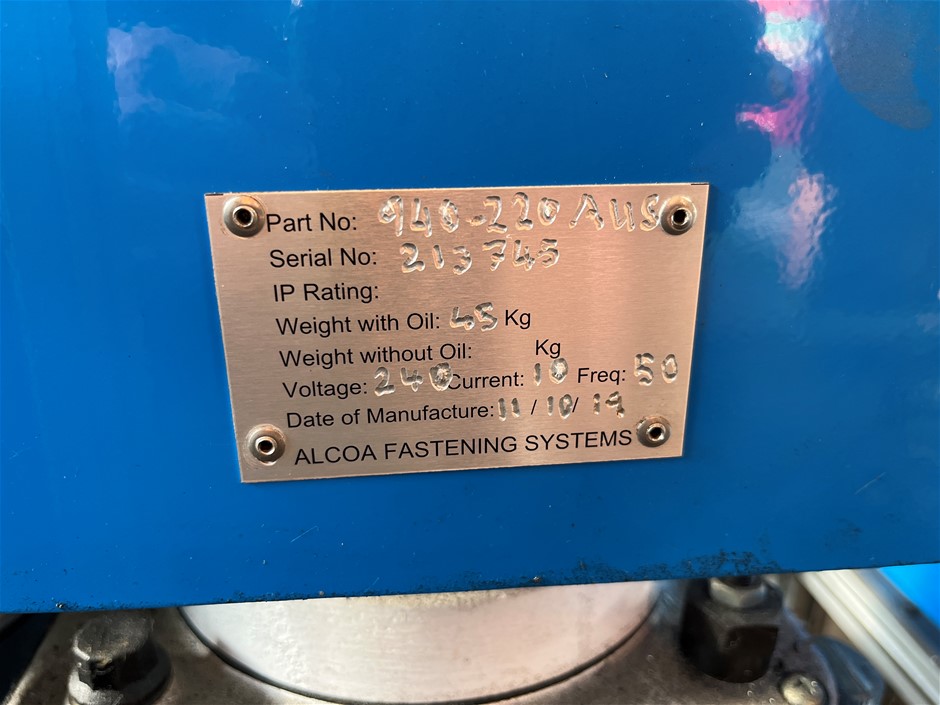 Part No: 940-220 AUS
Serial No: 213745
IP Rating:
Weight with Oil: 45 Kg
Weight without Oil: Kg
Voltage: 240 Current: 10 Freq: 50
Date of Manufacture: 11 / 10 / 19
ALCOA FASTENING SYSTEMS